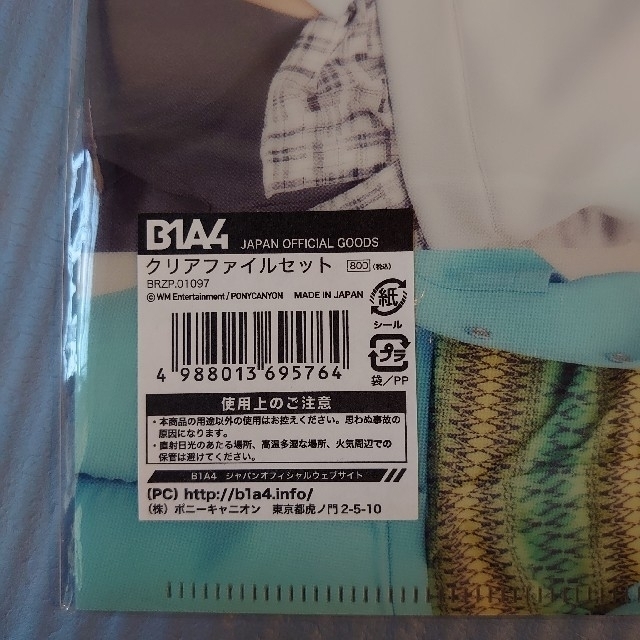 B1A4 JAPAN OFFICIAL GOODS
クリアファイルセット 800 (税込)
BRZP.01097
© WM Entertainment / PONYCANYON MADE IN JAPAN
紙
シール
プラ
袋/PP
4 988013 695764
使用上のご注意
・本商品の用途以外の使用はお控えください。思わぬ事故の
原因になります。
・直射日光のあたる場所、高温多湿な場所、火気周辺での
保管は避けてください。
B1A4 ジャパンオフィシャルウェブサイト
(PC) http://b1a4.info/
(株) ポニーキャニオン 東京都虎ノ門 2-5-10